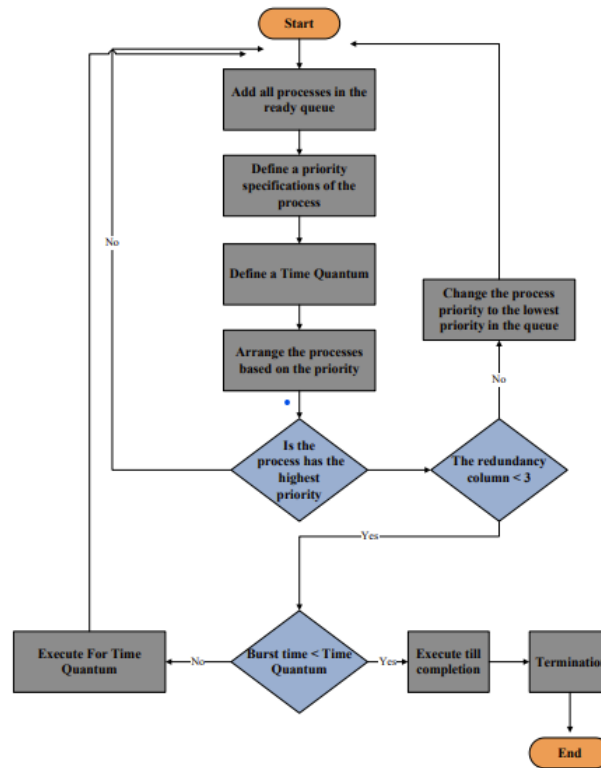 Start
Add all processes in the
ready queue
Define a priority
specifications of the
process
No
Define a Time Quantum
Change the process
priority to the lowest
priority in the queue
Arrange the processes
based on the priority
No
Is the
process has the
highest
priority
The redundancy
column < 3
Yes
Execute For Time
Quantum
No
Burst time < Time
Quantum
Yes
Execute till
completion
Termination
End